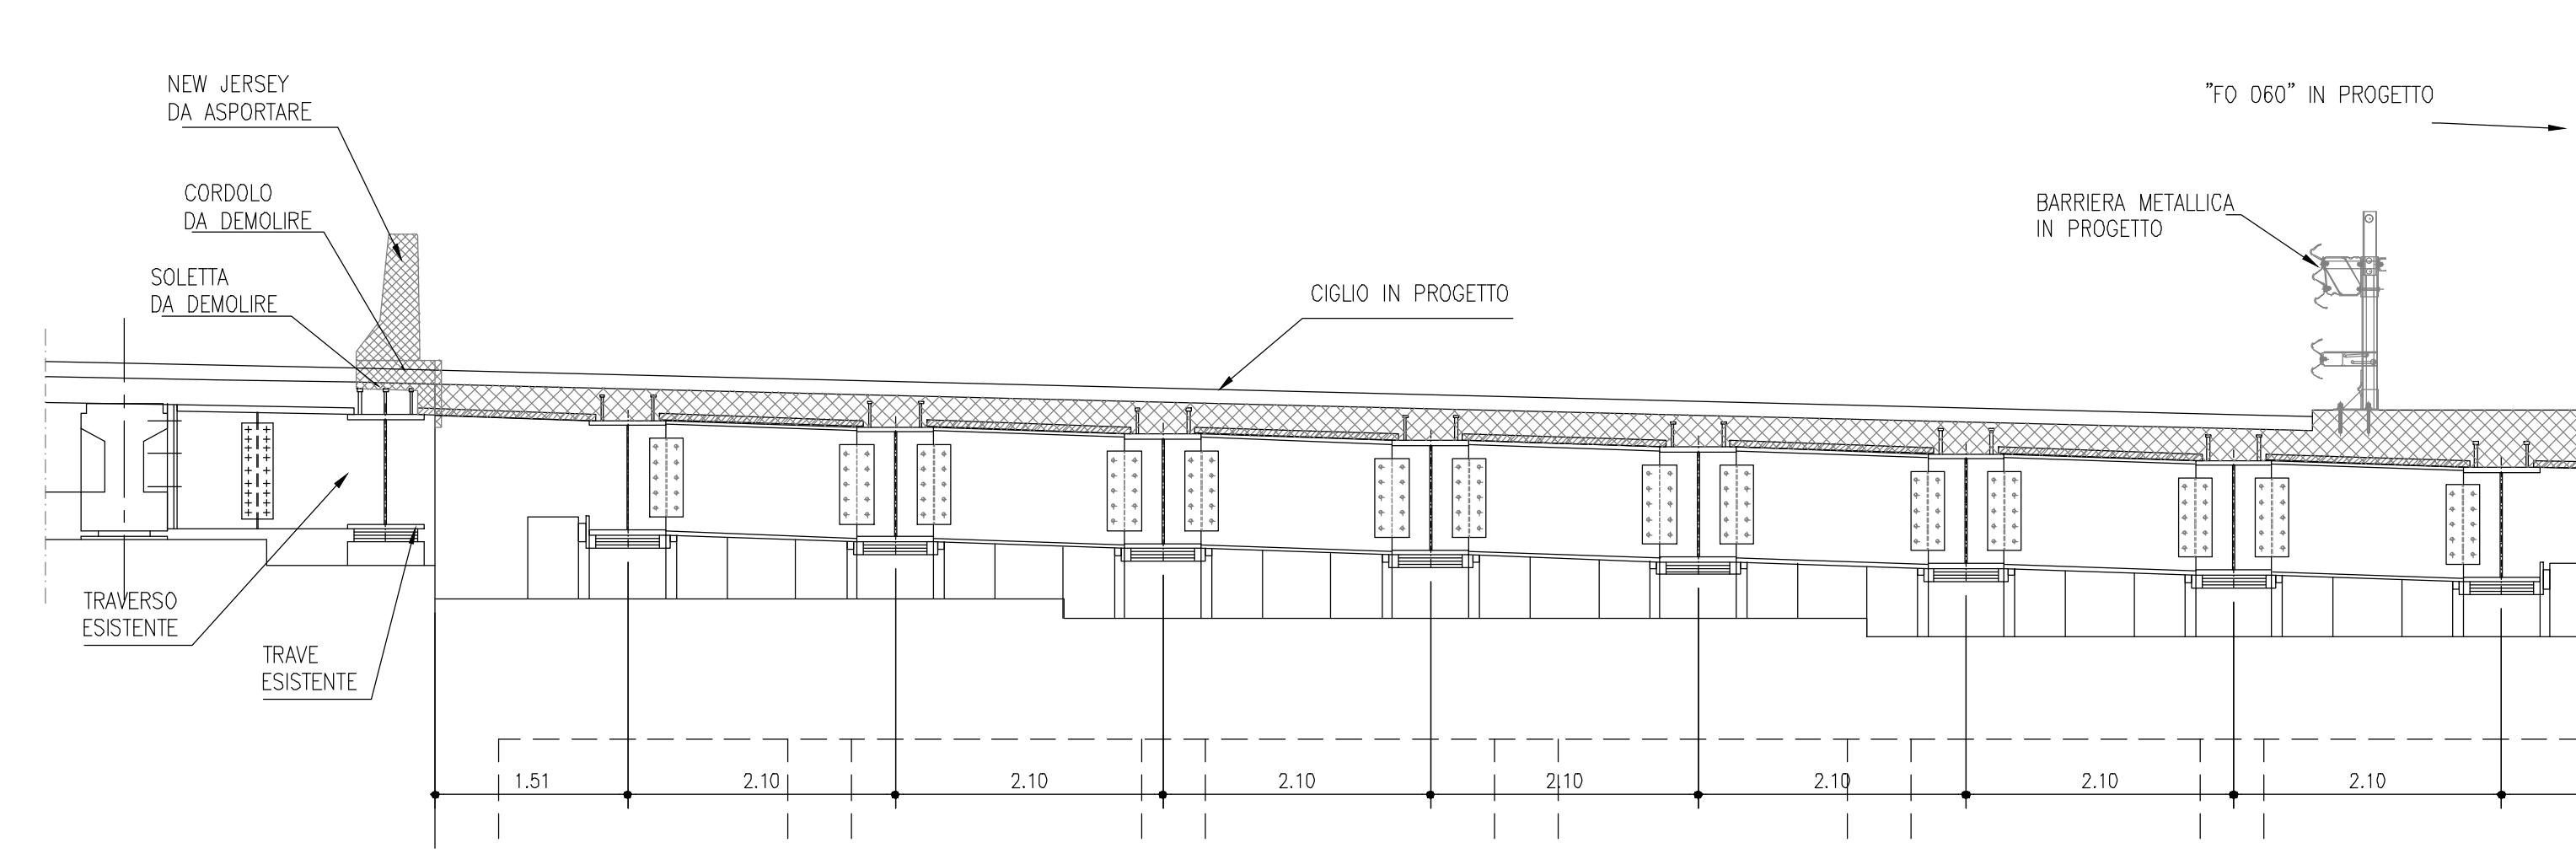 NEW JERSEY
DA ASPORTARE
"FO 060" IN PROGETTO
CORDOLO
DA DEMOLIRE
BARRIERA METALLICA
IN PROGETTO
SOLETTA
DA DEMOLIRE
CIGLIO IN PROGETTO
TRAVERSO
ESISTENTE
TRAVE
ESISTENTE
1.51 2.10 2.10 2.10 2.10 2.10 2.10 2.10